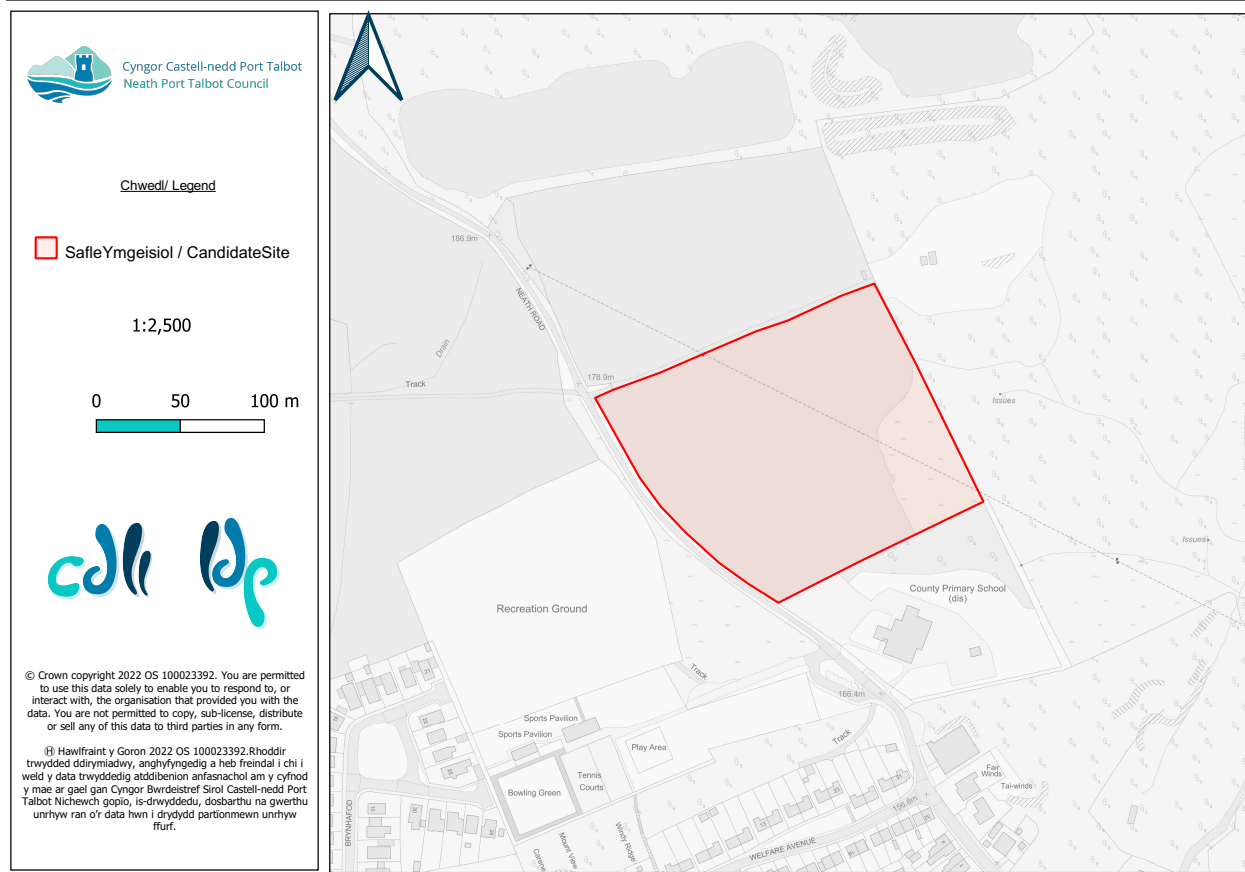 Cyngor Castell-nedd Port Talbot
Neath Port Talbot Council
Chwedl/ Legend
SafleYmgeisiol / CandidateSite
1:2,500
0 50 100 m
cdll ldp
© Crown copyright 2022 OS 100023392. You are permitted
to use this data solely to enable you to respond to, or
interact with, the organisation that provided you with the
data. You are not permitted to copy, sub-license, distribute
or sell any of this data to third parties in any form.
Ⓗ Hawlfraint y Goron 2022 OS 100023392.Rhoddir
trwydded ddirymiadwy, anghyfyngedig a heb freindal i chi i
weld y data trwyddedig atddibenion anfasnachol am y cyfnod
y mae ar gael gan Cyngor Bwrdeistref Sirol Castell-nedd Port
Talbot Nichewch gopïo, is-drwyddedu, dosbarthu na gwerthu
unrhyw ran o'r data hwn i drydydd partïonmewn unrhyw
ffurf.
186.9m
NEATH ROAD
Drain
Track
178.9m
Issues
Issues
County Primary School
(dis)
Recreation Ground
Track
166.4m
Sports Pavilion
Sports Pavilion
Play Area
Track
Tennis
Courts
Bowling Green
Fair
Winds
Tai-winds
156.8m
BRYNHAFOD
Mount View
Windy Ridge
WELFARE AVENUE